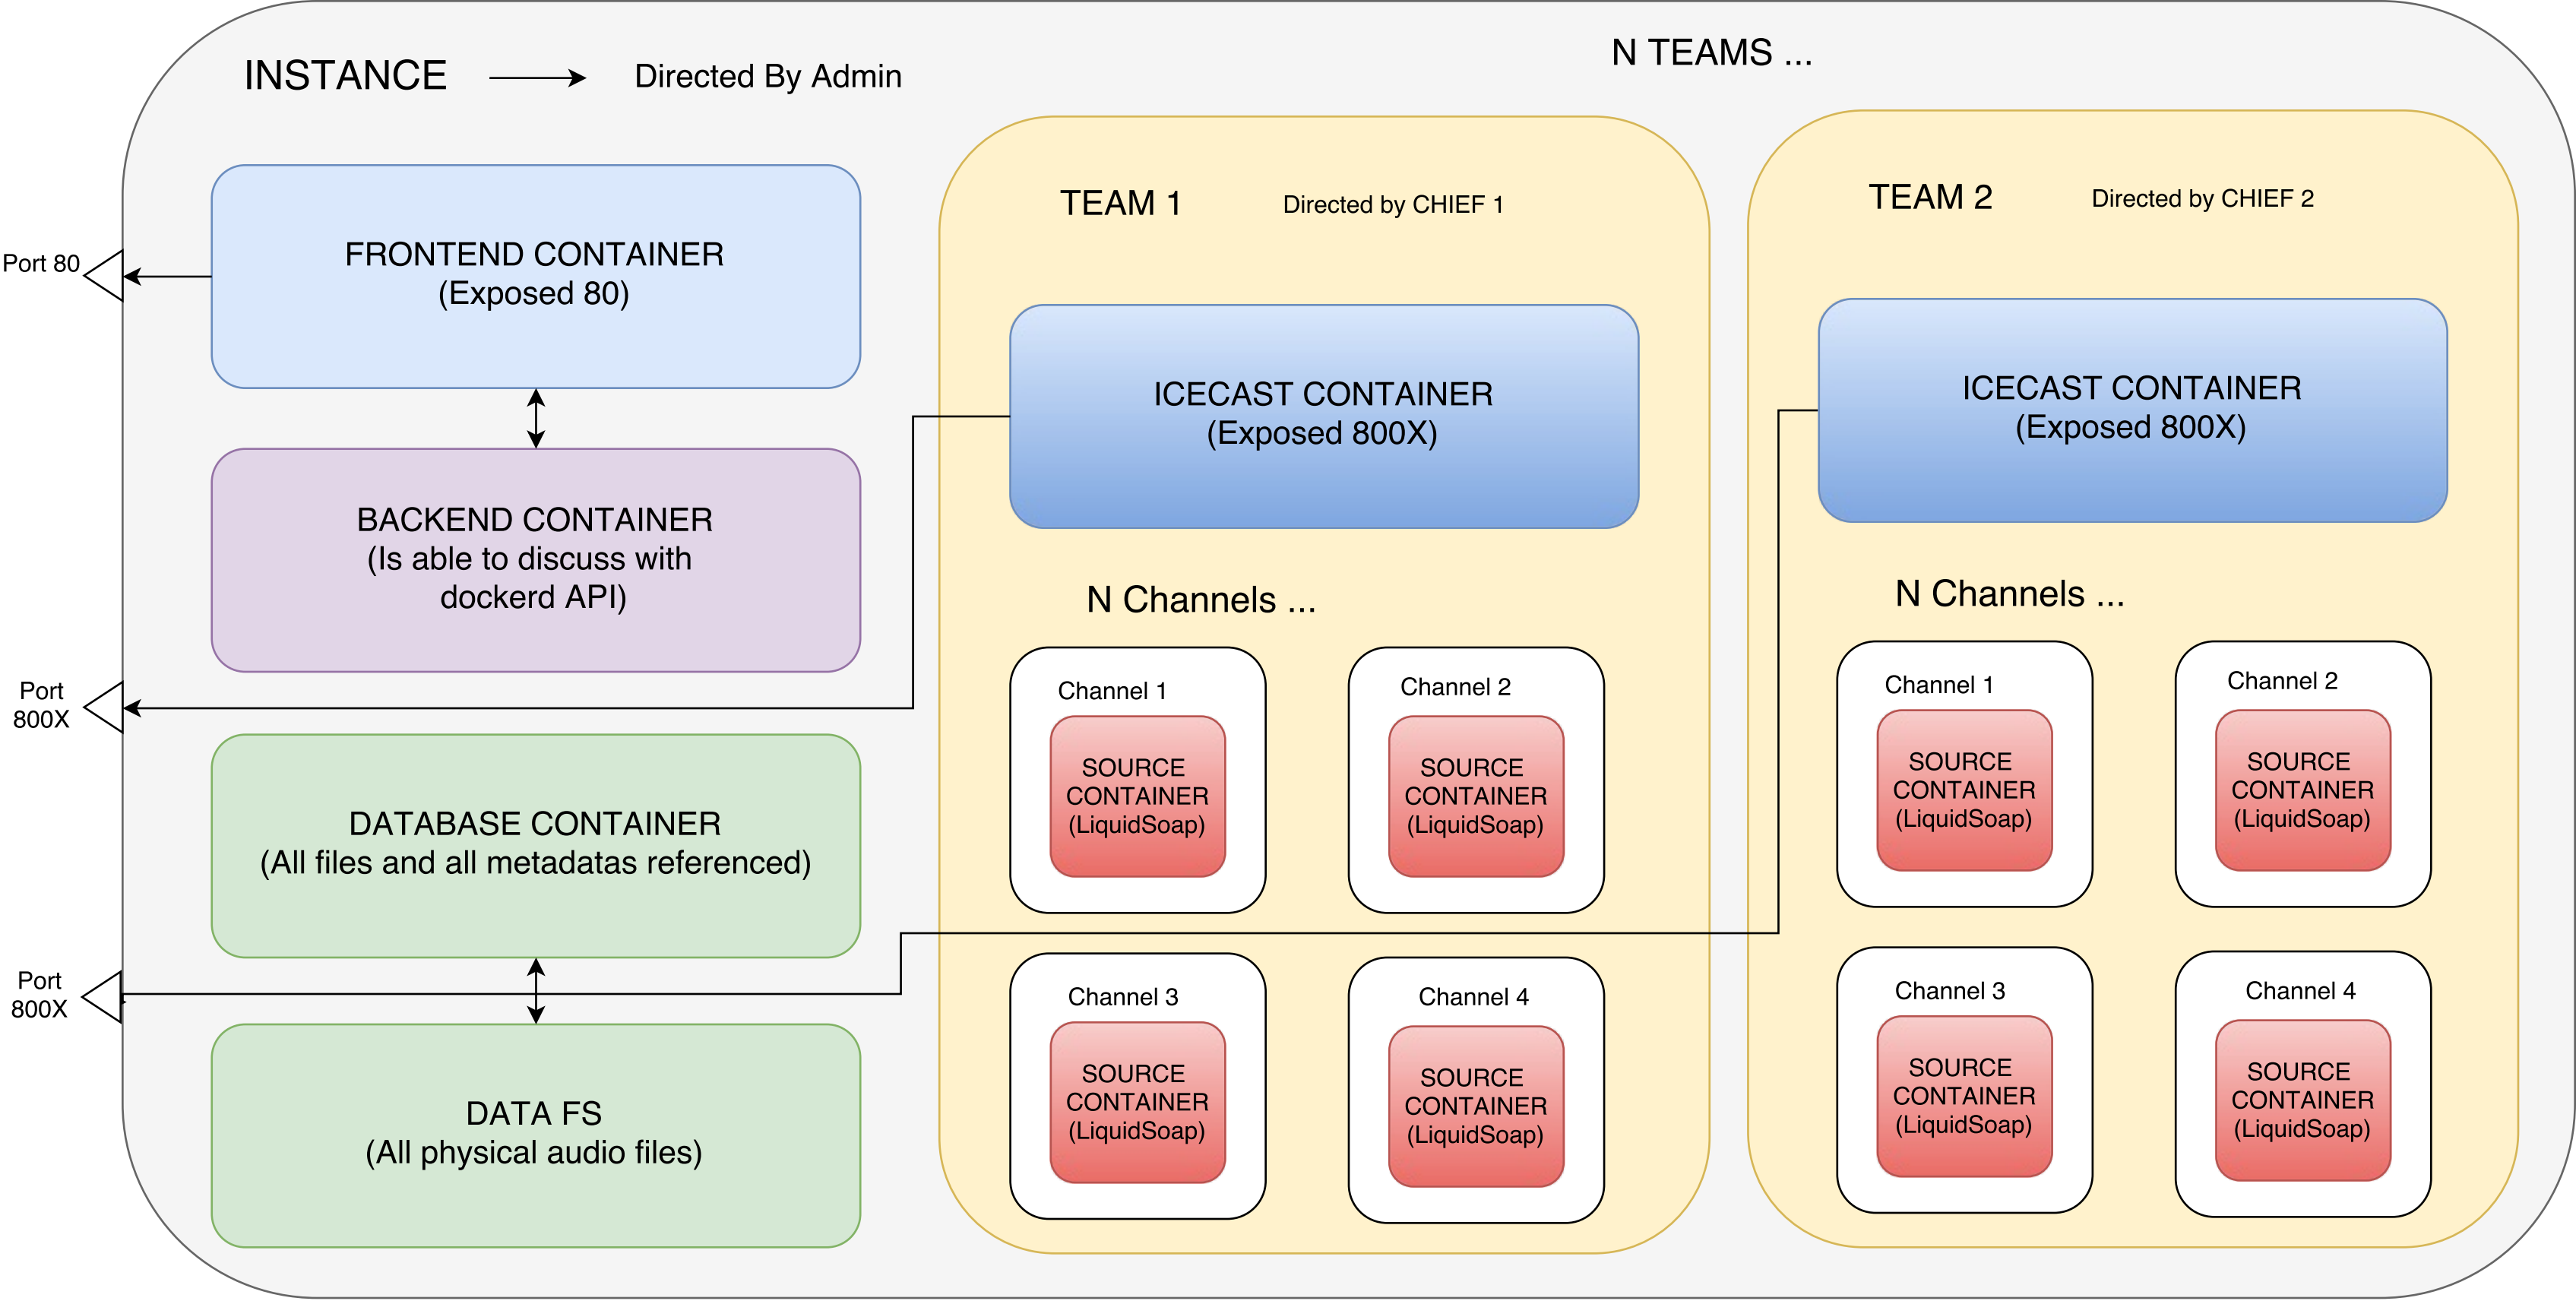 INSTANCE
Directed By Admin
N TEAMS ...
Port 80
FRONTEND CONTAINER
(Exposed 80)
BACKEND CONTAINER
(Is able to discuss with
dockerd API)
Port
800X
DATABASE CONTAINER
(All files and all metadatas referenced)
Port
800X
DATA FS
(All physical audio files)
TEAM 1
Directed by CHIEF 1
ICECAST CONTAINER
(Exposed 800X)
N Channels ...
Channel 1
SOURCE
CONTAINER
(LiquidSoap)
Channel 2
SOURCE
CONTAINER
(LiquidSoap)
Channel 3
SOURCE
CONTAINER
(LiquidSoap)
Channel 4
SOURCE
CONTAINER
(LiquidSoap)
TEAM 2
Directed by CHIEF 2
ICECAST CONTAINER
(Exposed 800X)
N Channels ...
Channel 1
SOURCE
CONTAINER
(LiquidSoap)
Channel 2
SOURCE
CONTAINER
(LiquidSoap)
Channel 3
SOURCE
CONTAINER
(LiquidSoap)
Channel 4
SOURCE
CONTAINER
(LiquidSoap)